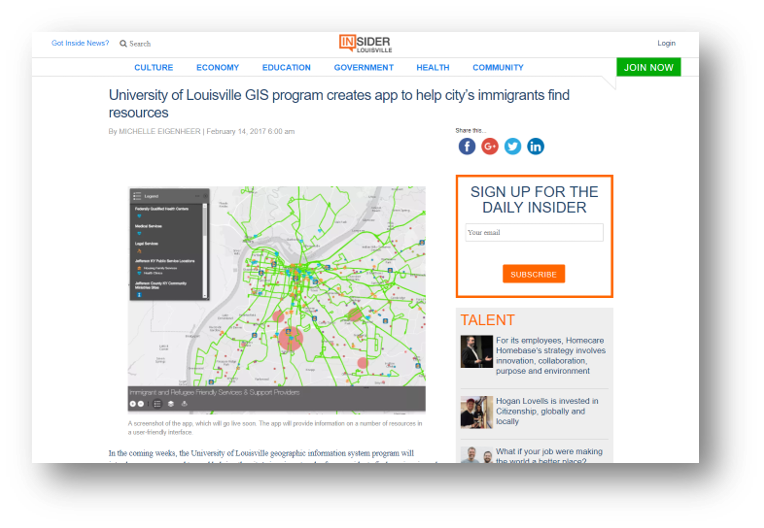 Got Inside News?
Search
INSIDER
LOUISVILLE
Login
CULTURE ECONOMY EDUCATION GOVERNMENT HEALTH COMMUNITY
JOIN NOW
University of Louisville GIS program creates app to help city's immigrants find
resources
By MICHELLE EIGENHEER | February 14, 2017 6:00 am
Share this...
Legend
Federally Qualified Health Centers
Medical Services
Legal Services
Jefferson KY Public Service Locations
Housing Family Resource
Health Clinics
Jefferson County KY Community
Ministries Sites
Immigrant and Refugee Friendly Services & Support Providers
A screenshot of the app, which will go live soon. The app will provide information on a number of resources in
a user-friendly interface.
In the coming weeks, the University of Louisville geographic information system program will
SIGN UP FOR THE
DAILY INSIDER
Your email
SUBSCRIBE
TALENT
For its employees, Homecare
Homebase's strategy involves
innovation, collaboration,
purpose and environment
Hogan Lovells is invested in
Citizenship, globally and
locally
What if your job were making
the world a better place?